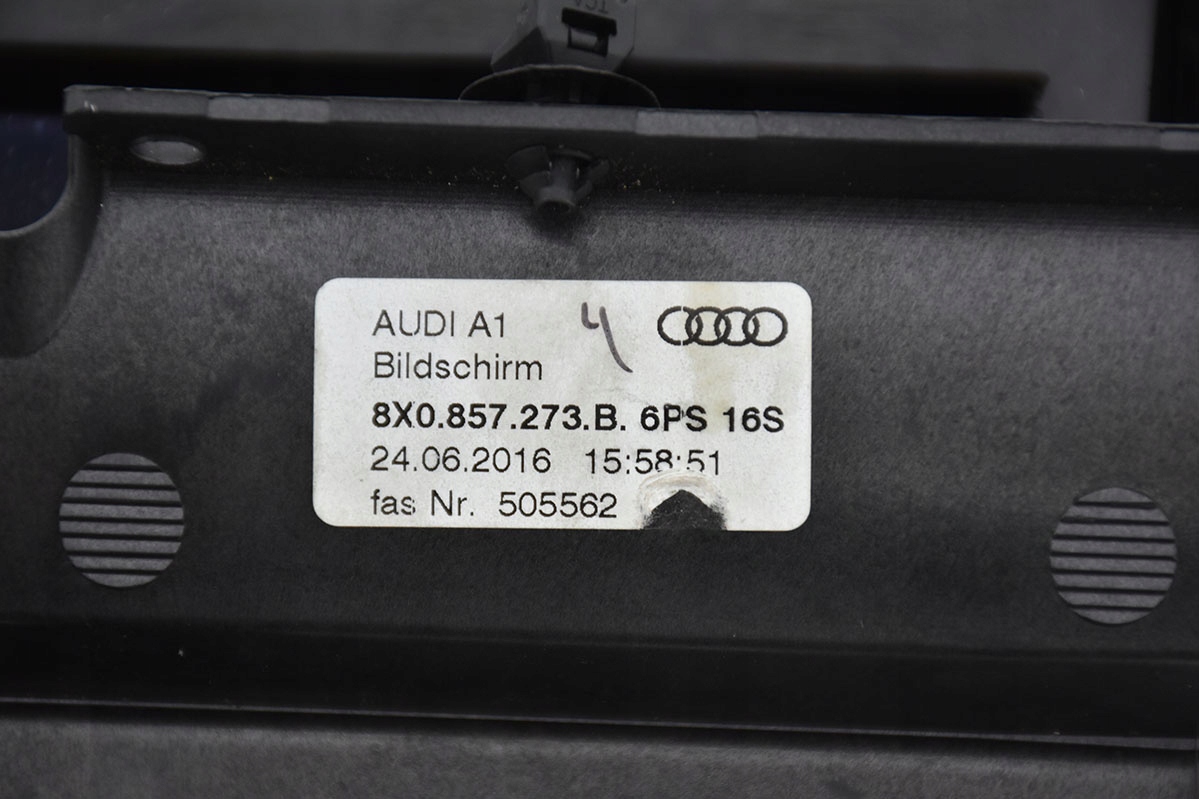 AUDI A1 4
Bildschirm
8X0.857.273.B. 6PS 16S
24.06.2016 15:58:51
fas Nr. 505562